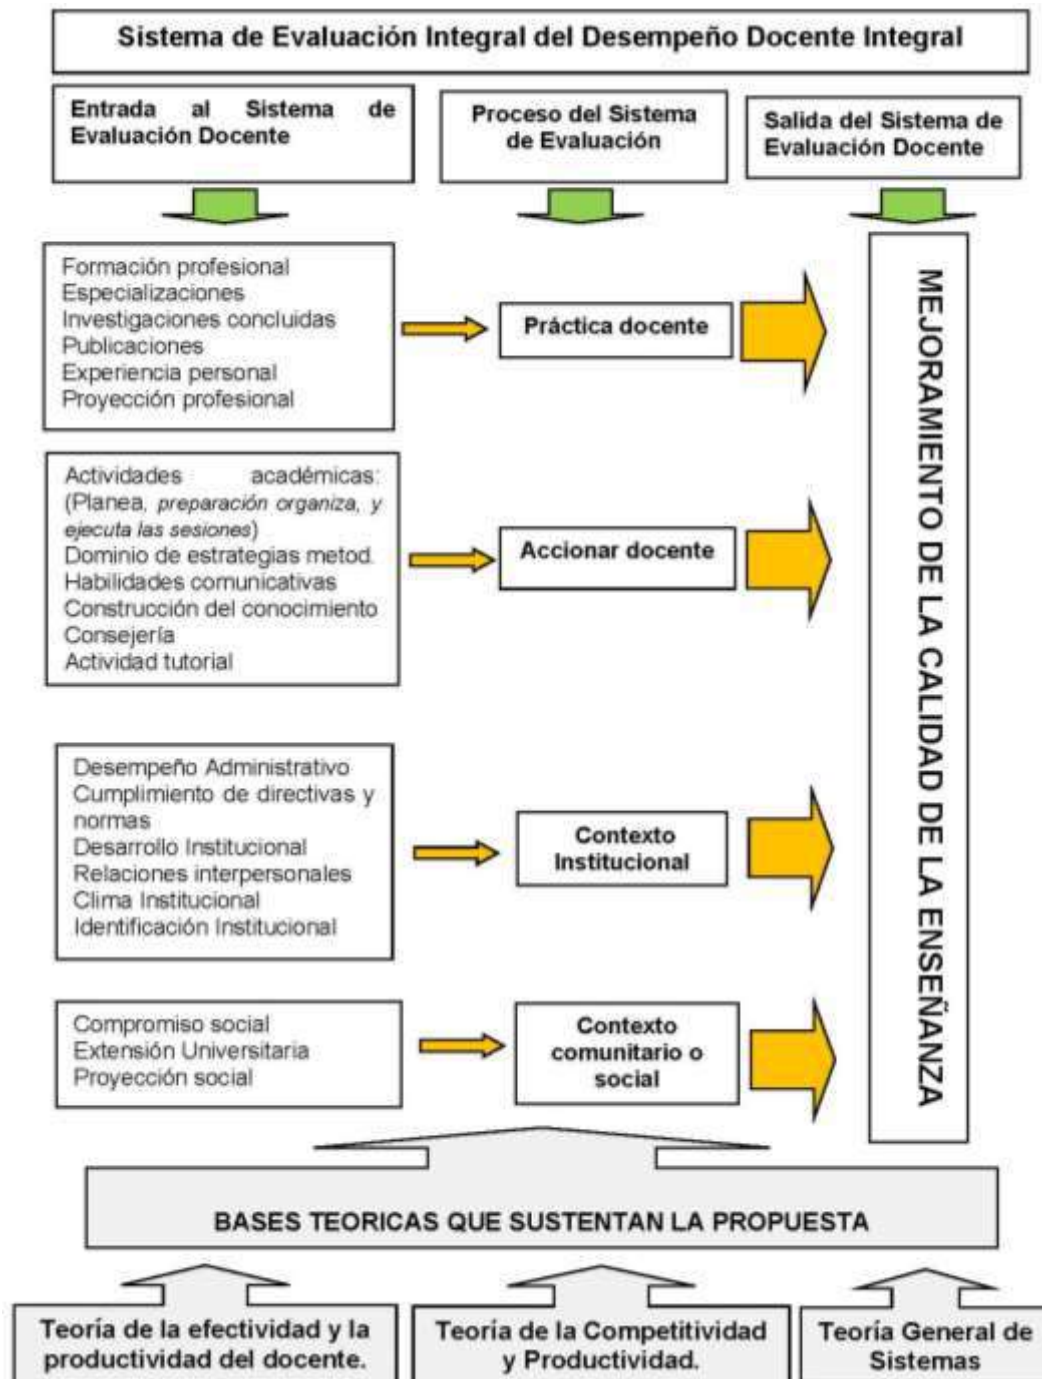 Sistema de Evaluación Integral del Desempeño Docente Integral
Entrada al Sistema de
Evaluación Docente
Proceso del Sistema
de Evaluación
Salida del Sistema de
Evaluación Docente
Formación profesional
Especializaciones
Investigaciones concluidas
Publicaciones
Experiencia personal
Proyección profesional
Práctica docente
Actividades académicas:
(Planea, preparación organiza, y
ejecuta las sesiones)
Dominio de estrategias metod.
Habilidades comunicativas
Construcción del conocimiento
Consejería
Actividad tutorial
Accionar docente
Desempeño Administrativo
Cumplimiento de directivas y
normas
Desarrollo Institucional
Relaciones interpersonales
Clima Institucional
Identificación Institucional
Contexto
Institucional
Compromiso social
Extensión Universitaria
Proyección social
Contexto
comunitario o
social
MEJORAMIENTO DE LA CALIDAD DE LA ENSEÑANZA
BASES TEORICAS QUE SUSTENTAN LA PROPUESTA
Teoría de la efectividad y la
productividad del docente.
Teoría de la Competitividad
y Productividad.
Teoría General de
Sistemas